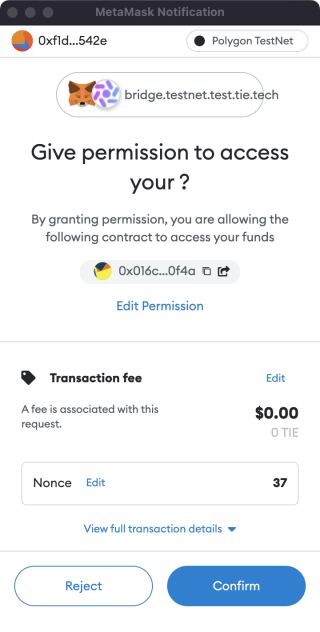 MetaMask Notification
0xf1d...542e
Polygon TestNet
bridge.testnet.test.tie.tech
Give permission to access
your ?
By granting permission, you are allowing the
following contract to access your funds
0x016c...0f4a
Edit Permission
Transaction fee
Edit
A fee is associated with this
request.
$0.00
0 TIE
Nonce Edit 37
View full transaction details
Reject
Confirm